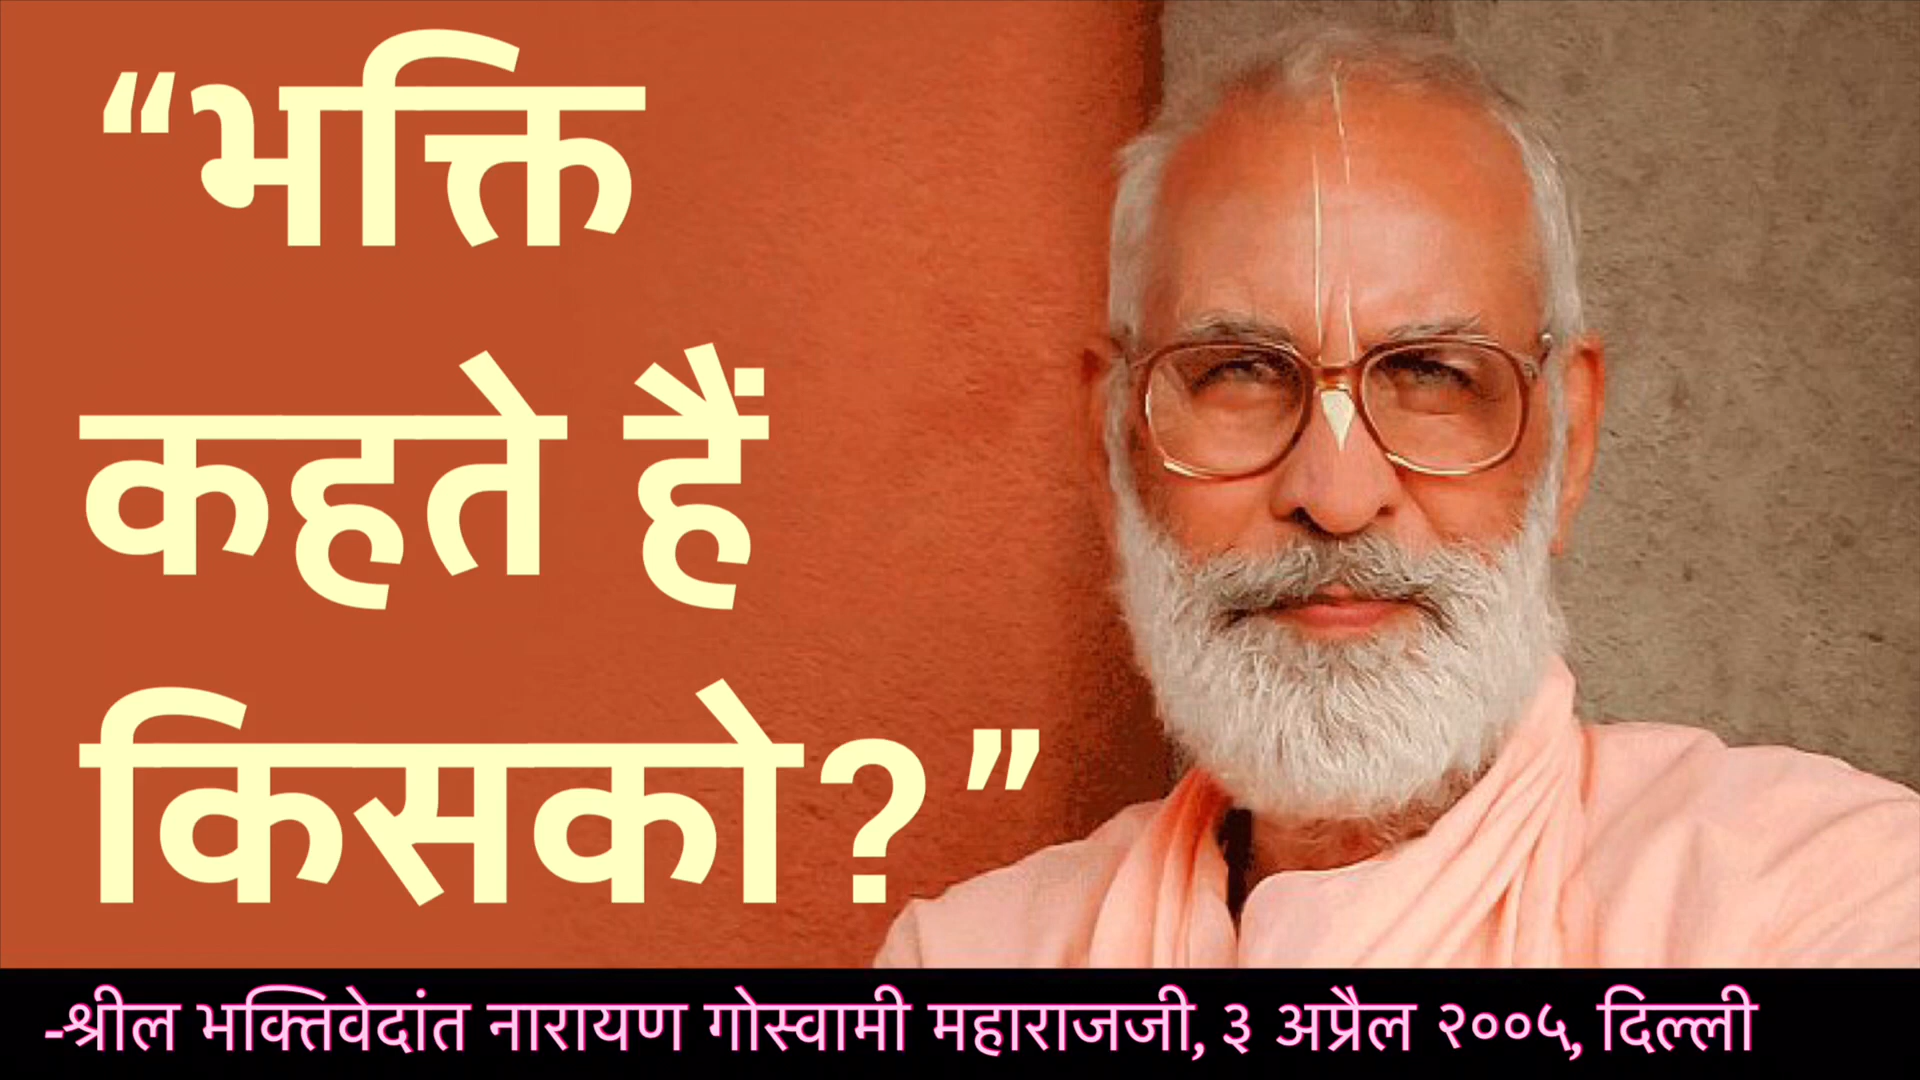 “भक्ति
कहते हैं
किसको?”
-श्रील भक्तिवेदांत नारायण गोस्वामी महाराजजी, ३ अप्रैल २००५, दिल्ली